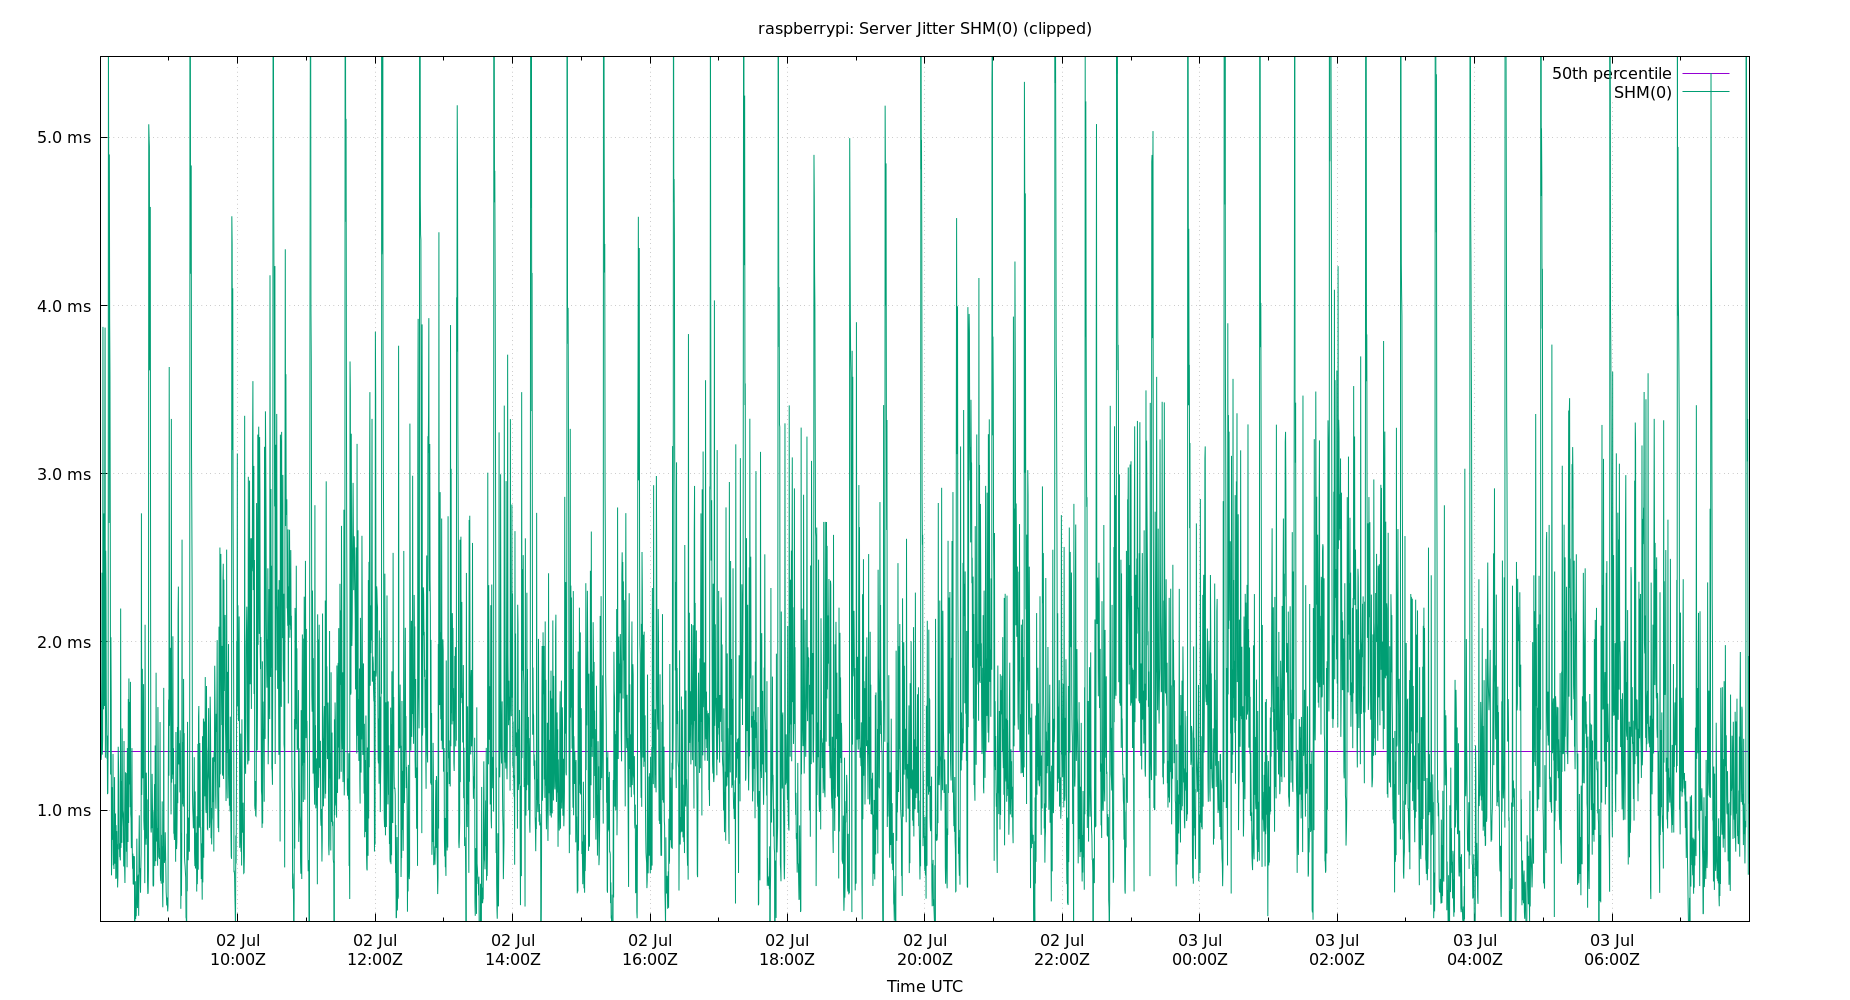 raspberrypi: Server Jitter SHM(0) (clipped)
50th percentile
SHM(0)
5.0 ms
4.0 ms
3.0 ms
2.0 ms
1.0 ms
02 Jul 02 Jul 02 Jul 02 Jul 02 Jul 02 Jul 02 Jul 03 Jul 03 Jul 03 Jul 03 Jul
10:00Z 12:00Z 14:00Z 16:00Z 18:00Z 20:00Z 22:00Z 00:00Z 02:00Z 04:00Z 06:00Z
Time UTC